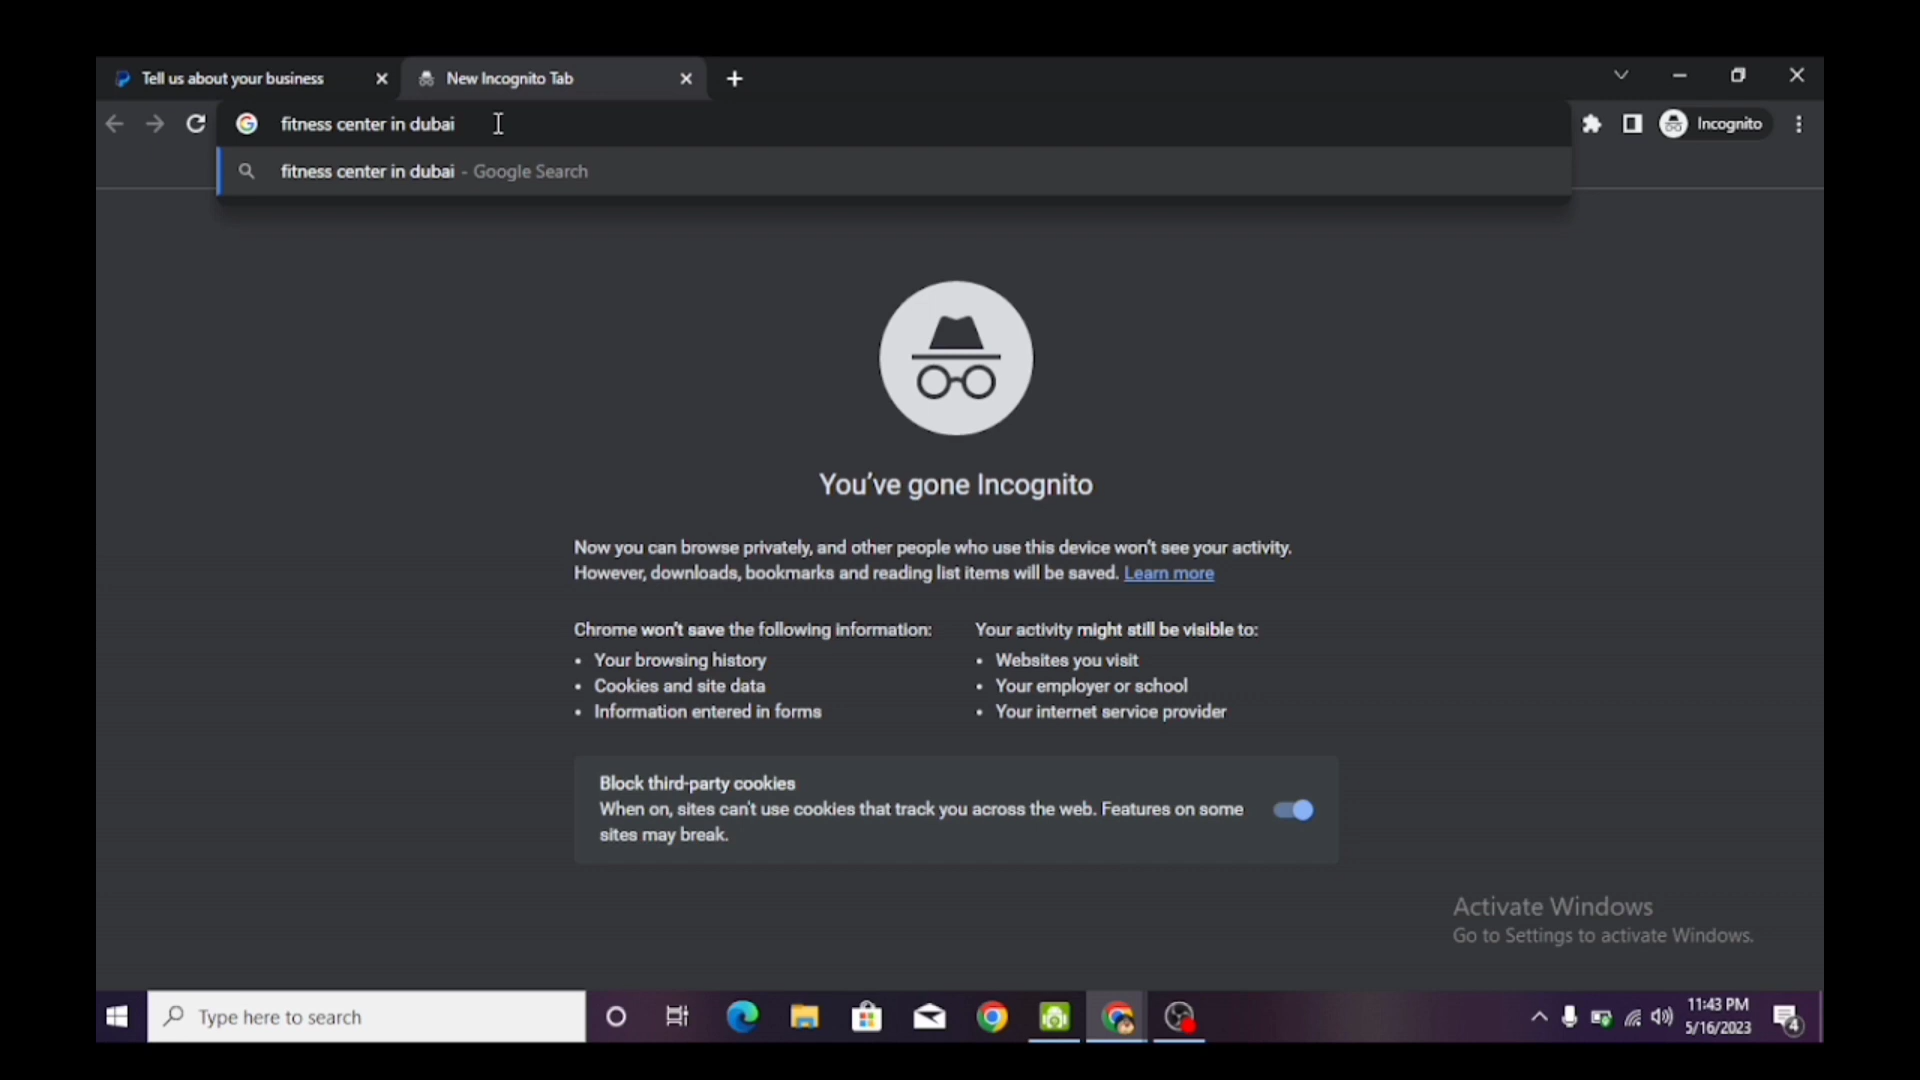 Tell us about your business
New Incognito Tab
fitness center in dubai
Incognito
fitness center in dubai - Google Search
You've gone Incognito
Now you can browse privately, and other people who use this device won't see your activity.
However, downloads, bookmarks and reading list items will be saved. Learn more
Chrome won't save the following information:
• Your browsing history
• Cookies and site data
• Information entered in forms
Your activity might still be visible to:
• Websites you visit
• Your employer or school
• Your internet service provider
Block third-party cookies
When on, sites can't use cookies that track you across the web. Features on some
sites may break.
Activate Windows
Go to Settings to activate Windows.
Type here to search
11:43 PM
5/16/2023
4